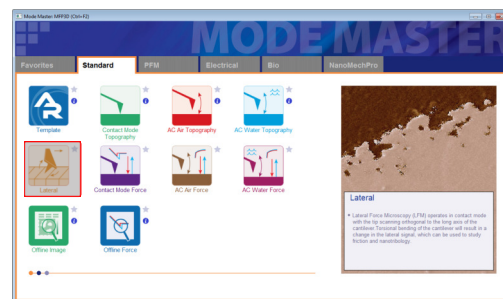 Mode Master MFP3D (Ctrl+F2)
MODE MASTER
Favorites Standard PFM Electrical Bio NanoMechPro
Template
Contact Mode
Topography
AC Air Topography
AC Water Topography
Lateral
Contact Mode Force
AC Air Force
AC Water Force
Offline Image
Offline Force
Lateral
• Lateral Force Microscopy (LFM) operates in contact mode
with the tip scanning orthogonal to the long axis of the
cantilever Torsional bending of the cantilever will result in a
change in the lateral signal, which can be used to study
friction and nanotribology.